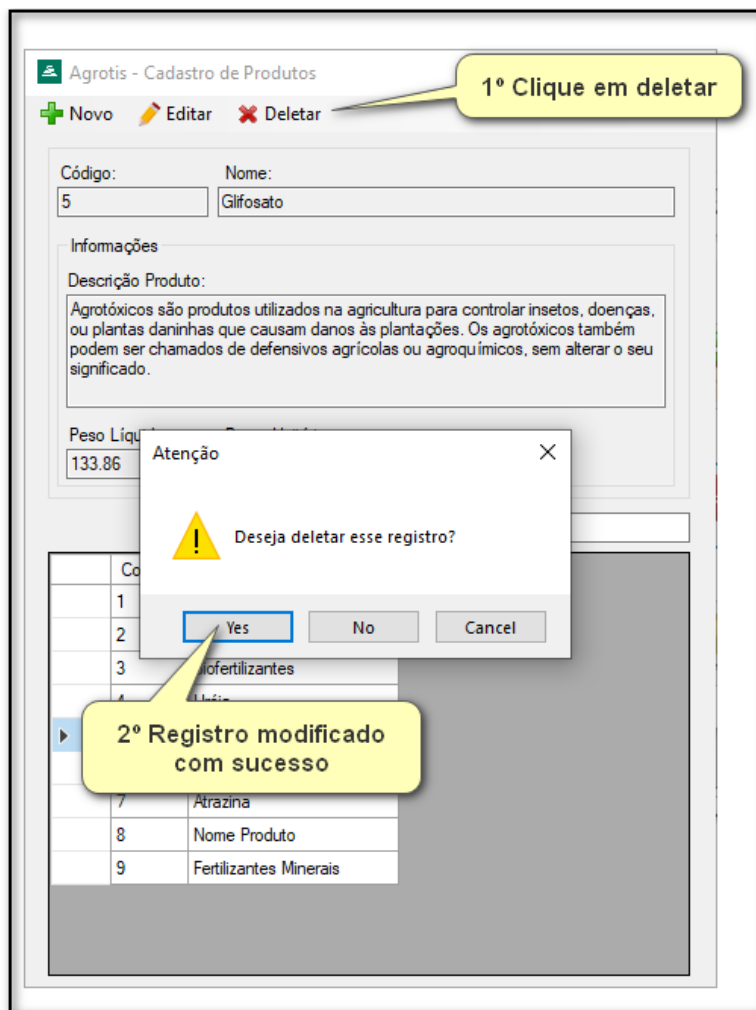 Agrotis - Cadastro de Produtos
1º Clique em deletar
Novo Editar Deletar
Código: Nome:
5 Glifosato
Informações
Descrição Produto:
Agrotóxicos são produtos utilizados na agricultura para controlar insetos, doenças,
ou plantas daninhas que causam danos às plantações. Os agrotóxicos também
podem ser chamados de defensivos agrícolas ou agroquímicos, sem alterar o seu
significado.
Peso
133.86
Atenção
Deseja deletar esse registro?
Yes No Cancel
1
2
3
2º Registro modificado
com sucesso
7 Atrazina
8 Nome Produto
9 Fertilizantes Minerais